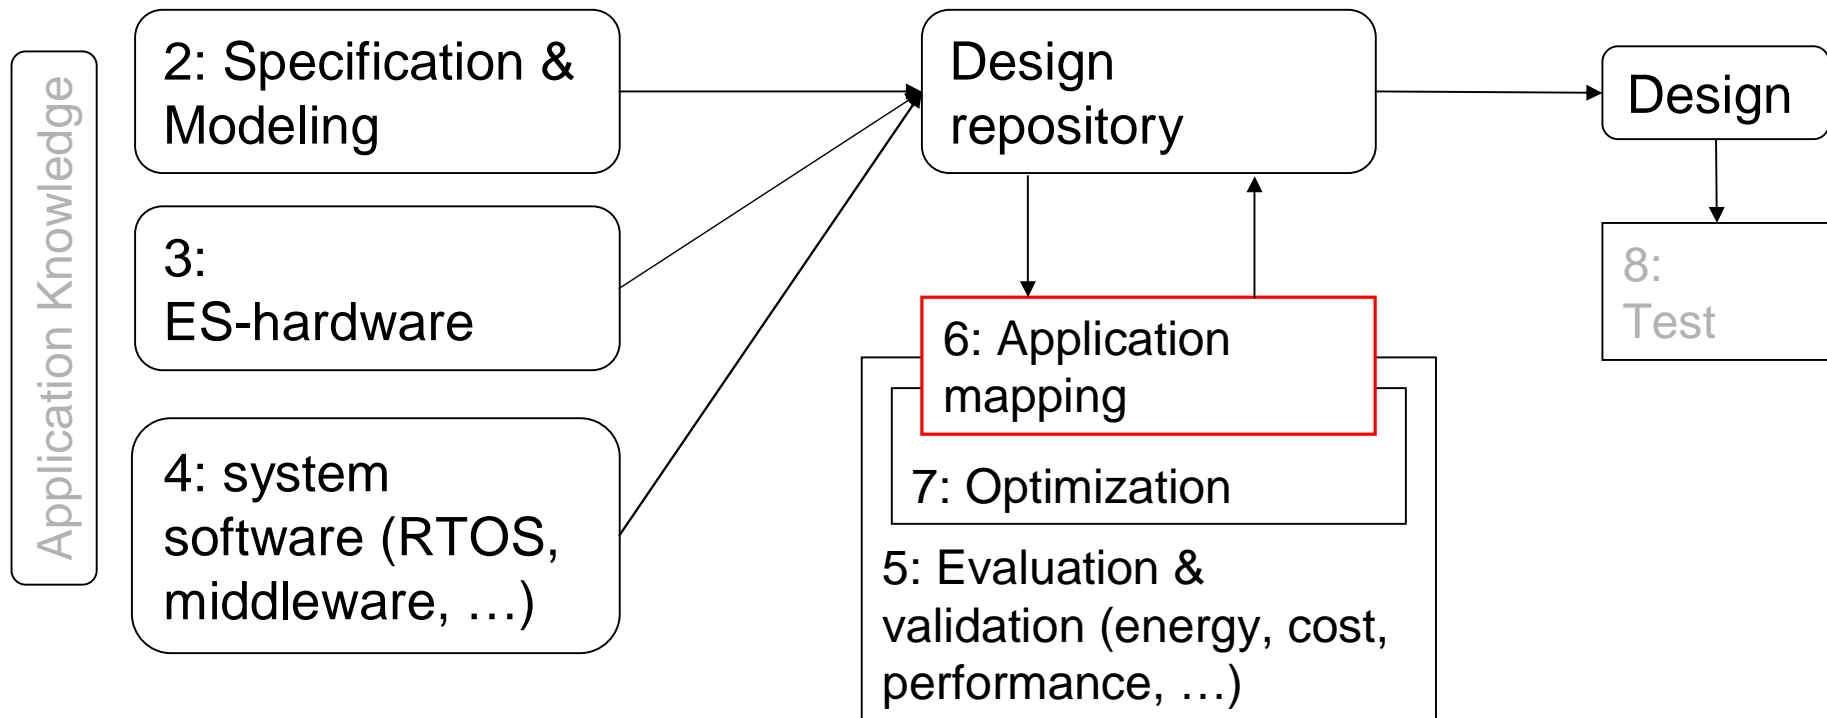 Application Knowledge
2: Specification &
Modeling
3:
ES-hardware
4: system
software (RTOS,
middleware, …)
Design
repository
6: Application
mapping
7: Optimization
5: Evaluation &
validation (energy, cost,
performance, …)
Design
8:
Test